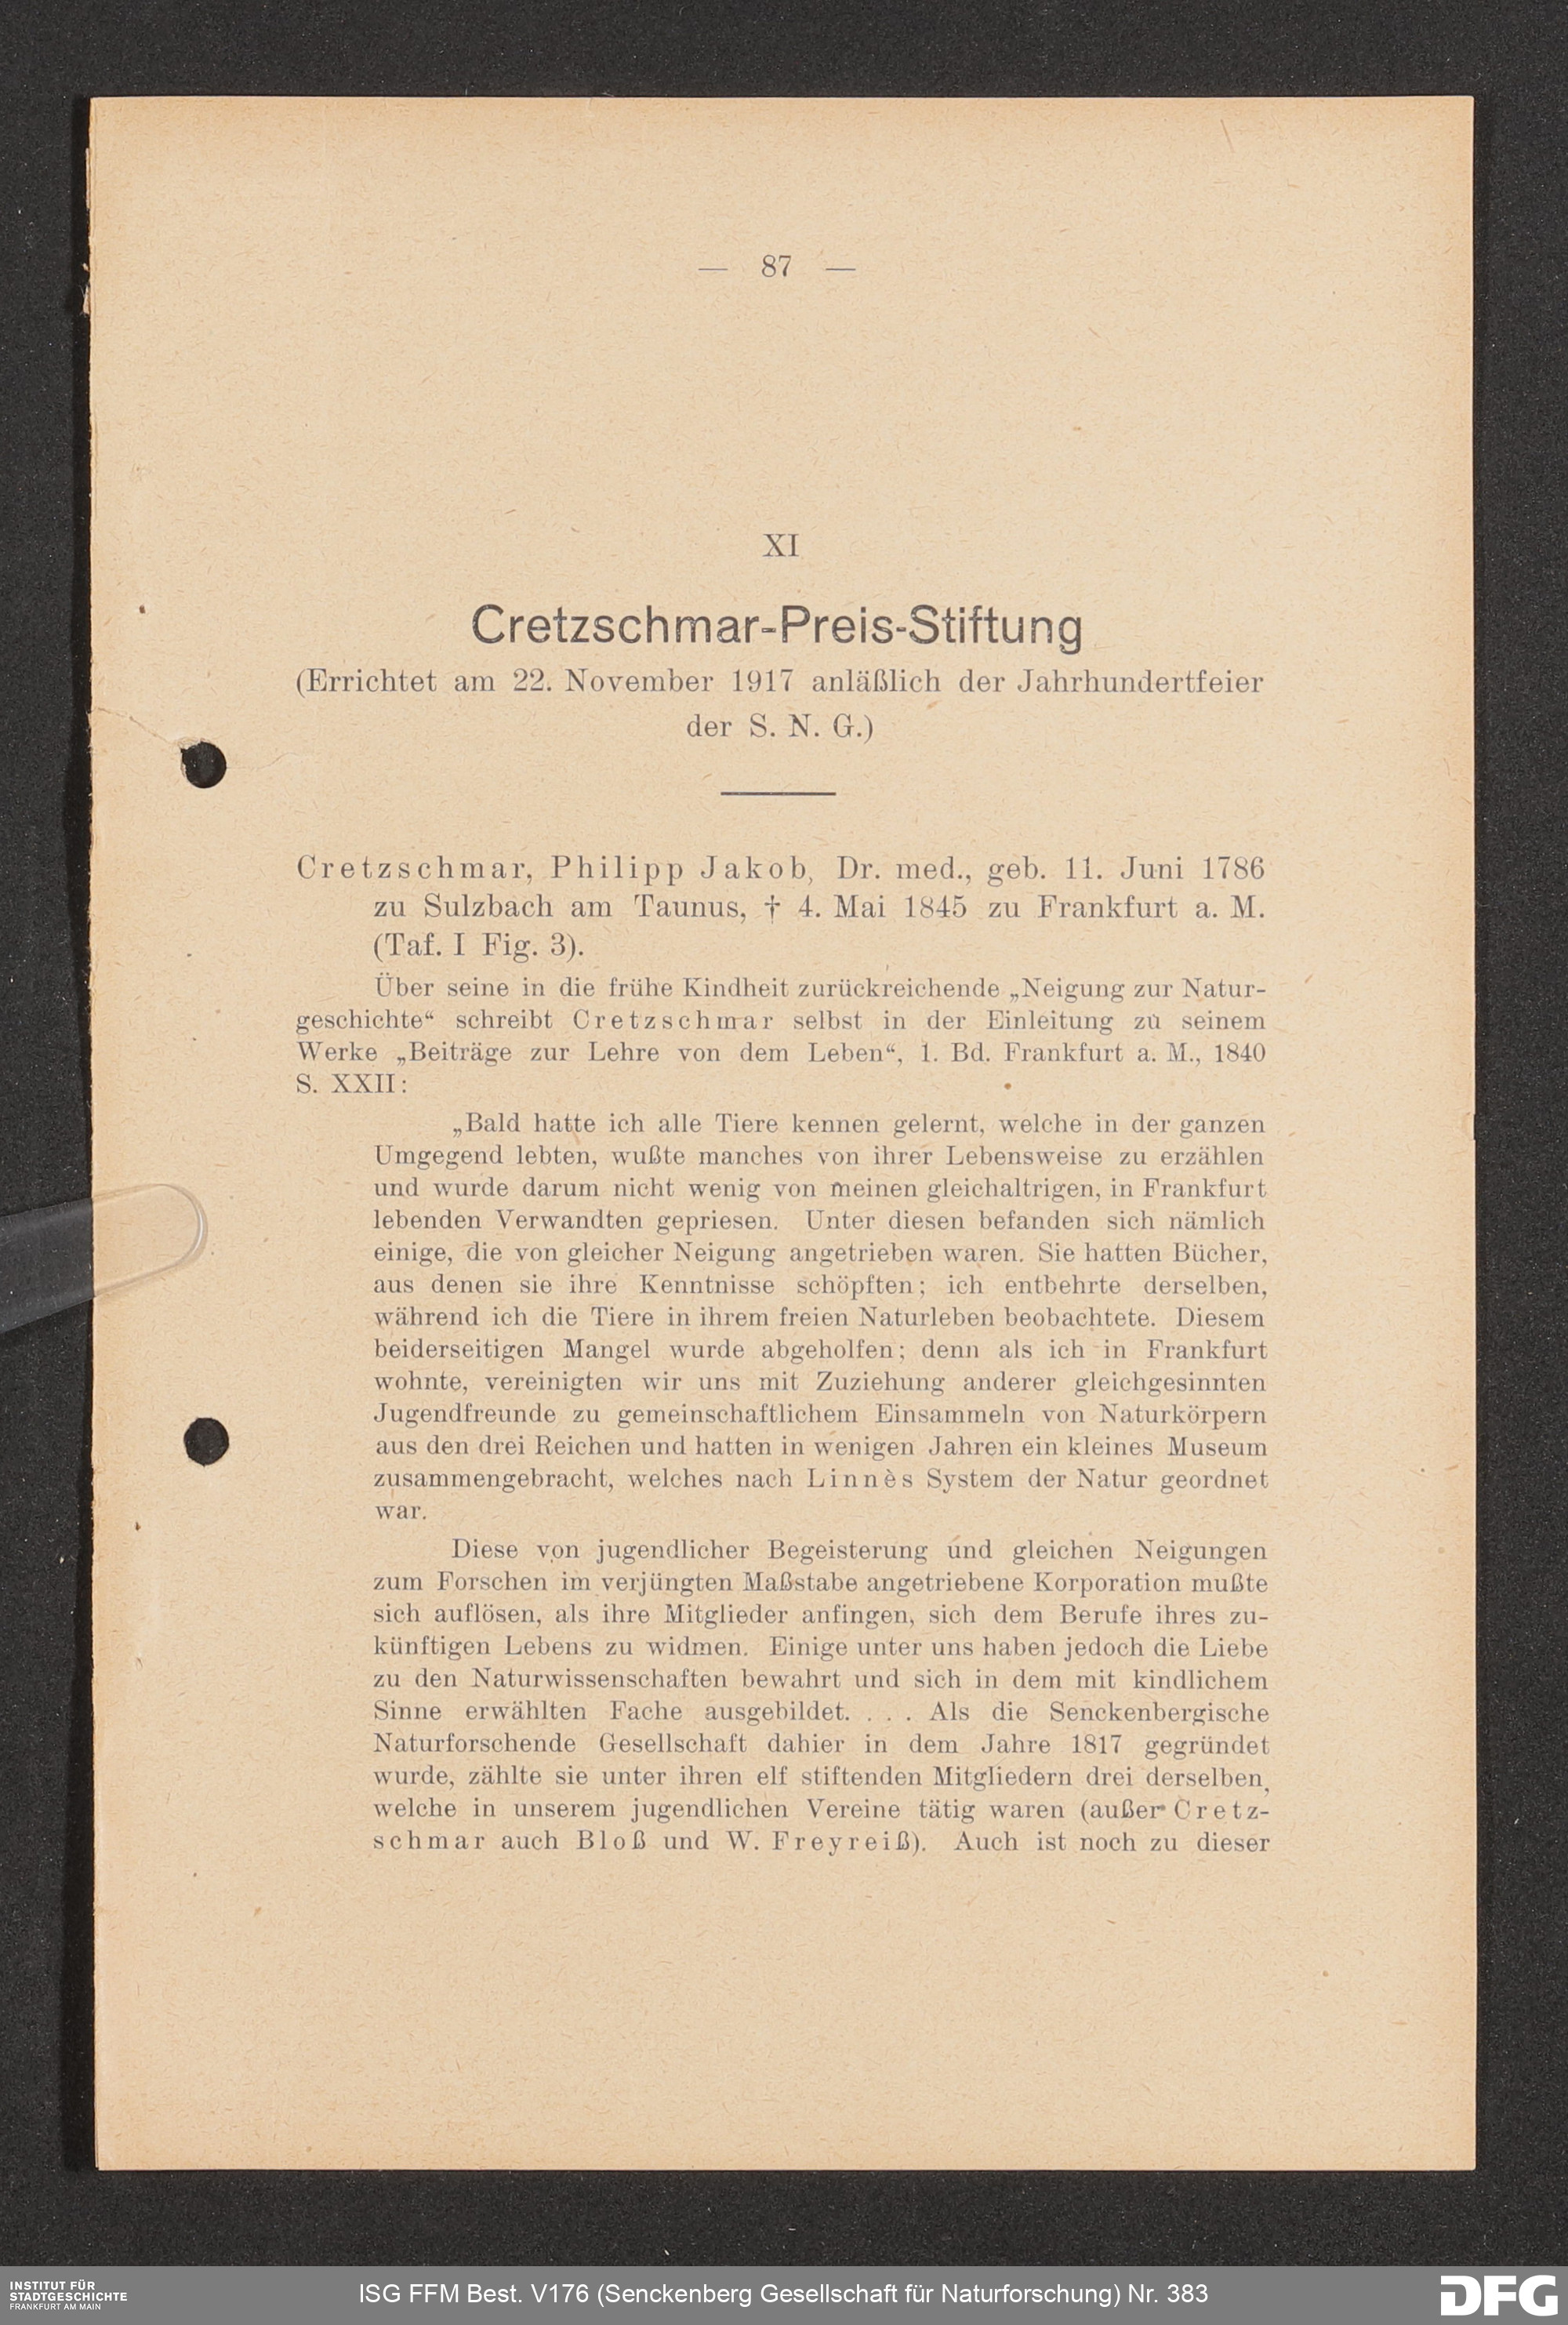 — 87 —
XI
Cretzschmar-Preis-Stiftung
(Errichtet am 22. November 1917 anläßlich der Jahrhundertfeier
der S. N. G.)
Cretzschmar, Philipp Jakob, Dr. med., geb. 11. Juni 1786
zu Sulzbach am Taunus, † 4. Mai 1845 zu Frankfurt a. M.
(Taf. I Fig. 3).
Über seine in die frühe Kindheit zurückreichende „Neigung zur Natur-
geschichte“ schreibt Cretzschmar selbst in der Einleitung zu seinem
Werke „Beiträge zur Lehre von dem Leben“, 1. Bd. Frankfurt a. M., 1840
S. XXII:
„Bald hatte ich alle Tiere kennen gelernt, welche in der ganzen
Umgegend lebten, wußte manches von ihrer Lebensweise zu erzählen
und wurde darum nicht wenig von meinen gleichaltrigen, in Frankfurt
lebenden Verwandten gepriesen. Unter diesen befanden sich nämlich
einige, die von gleicher Neigung angetrieben waren. Sie hatten Bücher,
aus denen sie ihre Kenntnisse schöpften; ich entbehrte derselben,
während ich die Tiere in ihrem freien Naturleben beobachtete. Diesem
beiderseitigen Mangel wurde abgeholfen; denn als ich in Frankfurt
wohnte, vereinigten wir uns mit Zuziehung anderer gleichgesinnten
Jugendfreunde zu gemeinschaftlichem Einsammeln von Naturkörpern
aus den drei Reichen und hatten in wenigen Jahren ein kleines Museum
zusammengebracht, welches nach Linnès System der Natur geordnet
war.
Diese von jugendlicher Begeisterung und gleichen Neigungen
zum Forschen im verjüngten Maßstabe angetriebene Korporation mußte
sich auflösen, als ihre Mitglieder anfingen, sich dem Berufe ihres zu-
künftigen Lebens zu widmen. Einige unter uns haben jedoch die Liebe
zu den Naturwissenschaften bewahrt und sich in dem mit kindlichem
Sinne erwählten Fache ausgebildet. . . . Als die Senckenbergische
Naturforschende Gesellschaft dahier in dem Jahre 1817 gegründet
wurde, zählte sie unter ihren elf stiftenden Mitgliedern drei derselben,
welche in unserem jugendlichen Vereine tätig waren (außer Cretz-
schmar auch Bloß und W. Freyreiß). Auch ist noch zu dieser
INSTITUT FÜR
STADTGESCHICHTE
FRANKFURT AM MAIN
ISG FFM Best. V176 (Senckenberg Gesellschaft für Naturforschung) Nr. 383
DFG